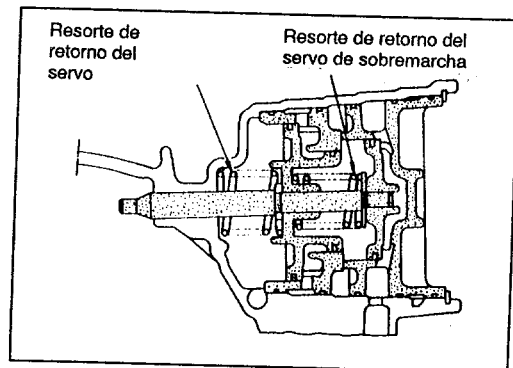 Resorte de
retorno del
servo
Resorte de retorno del
servo de sobremarcha